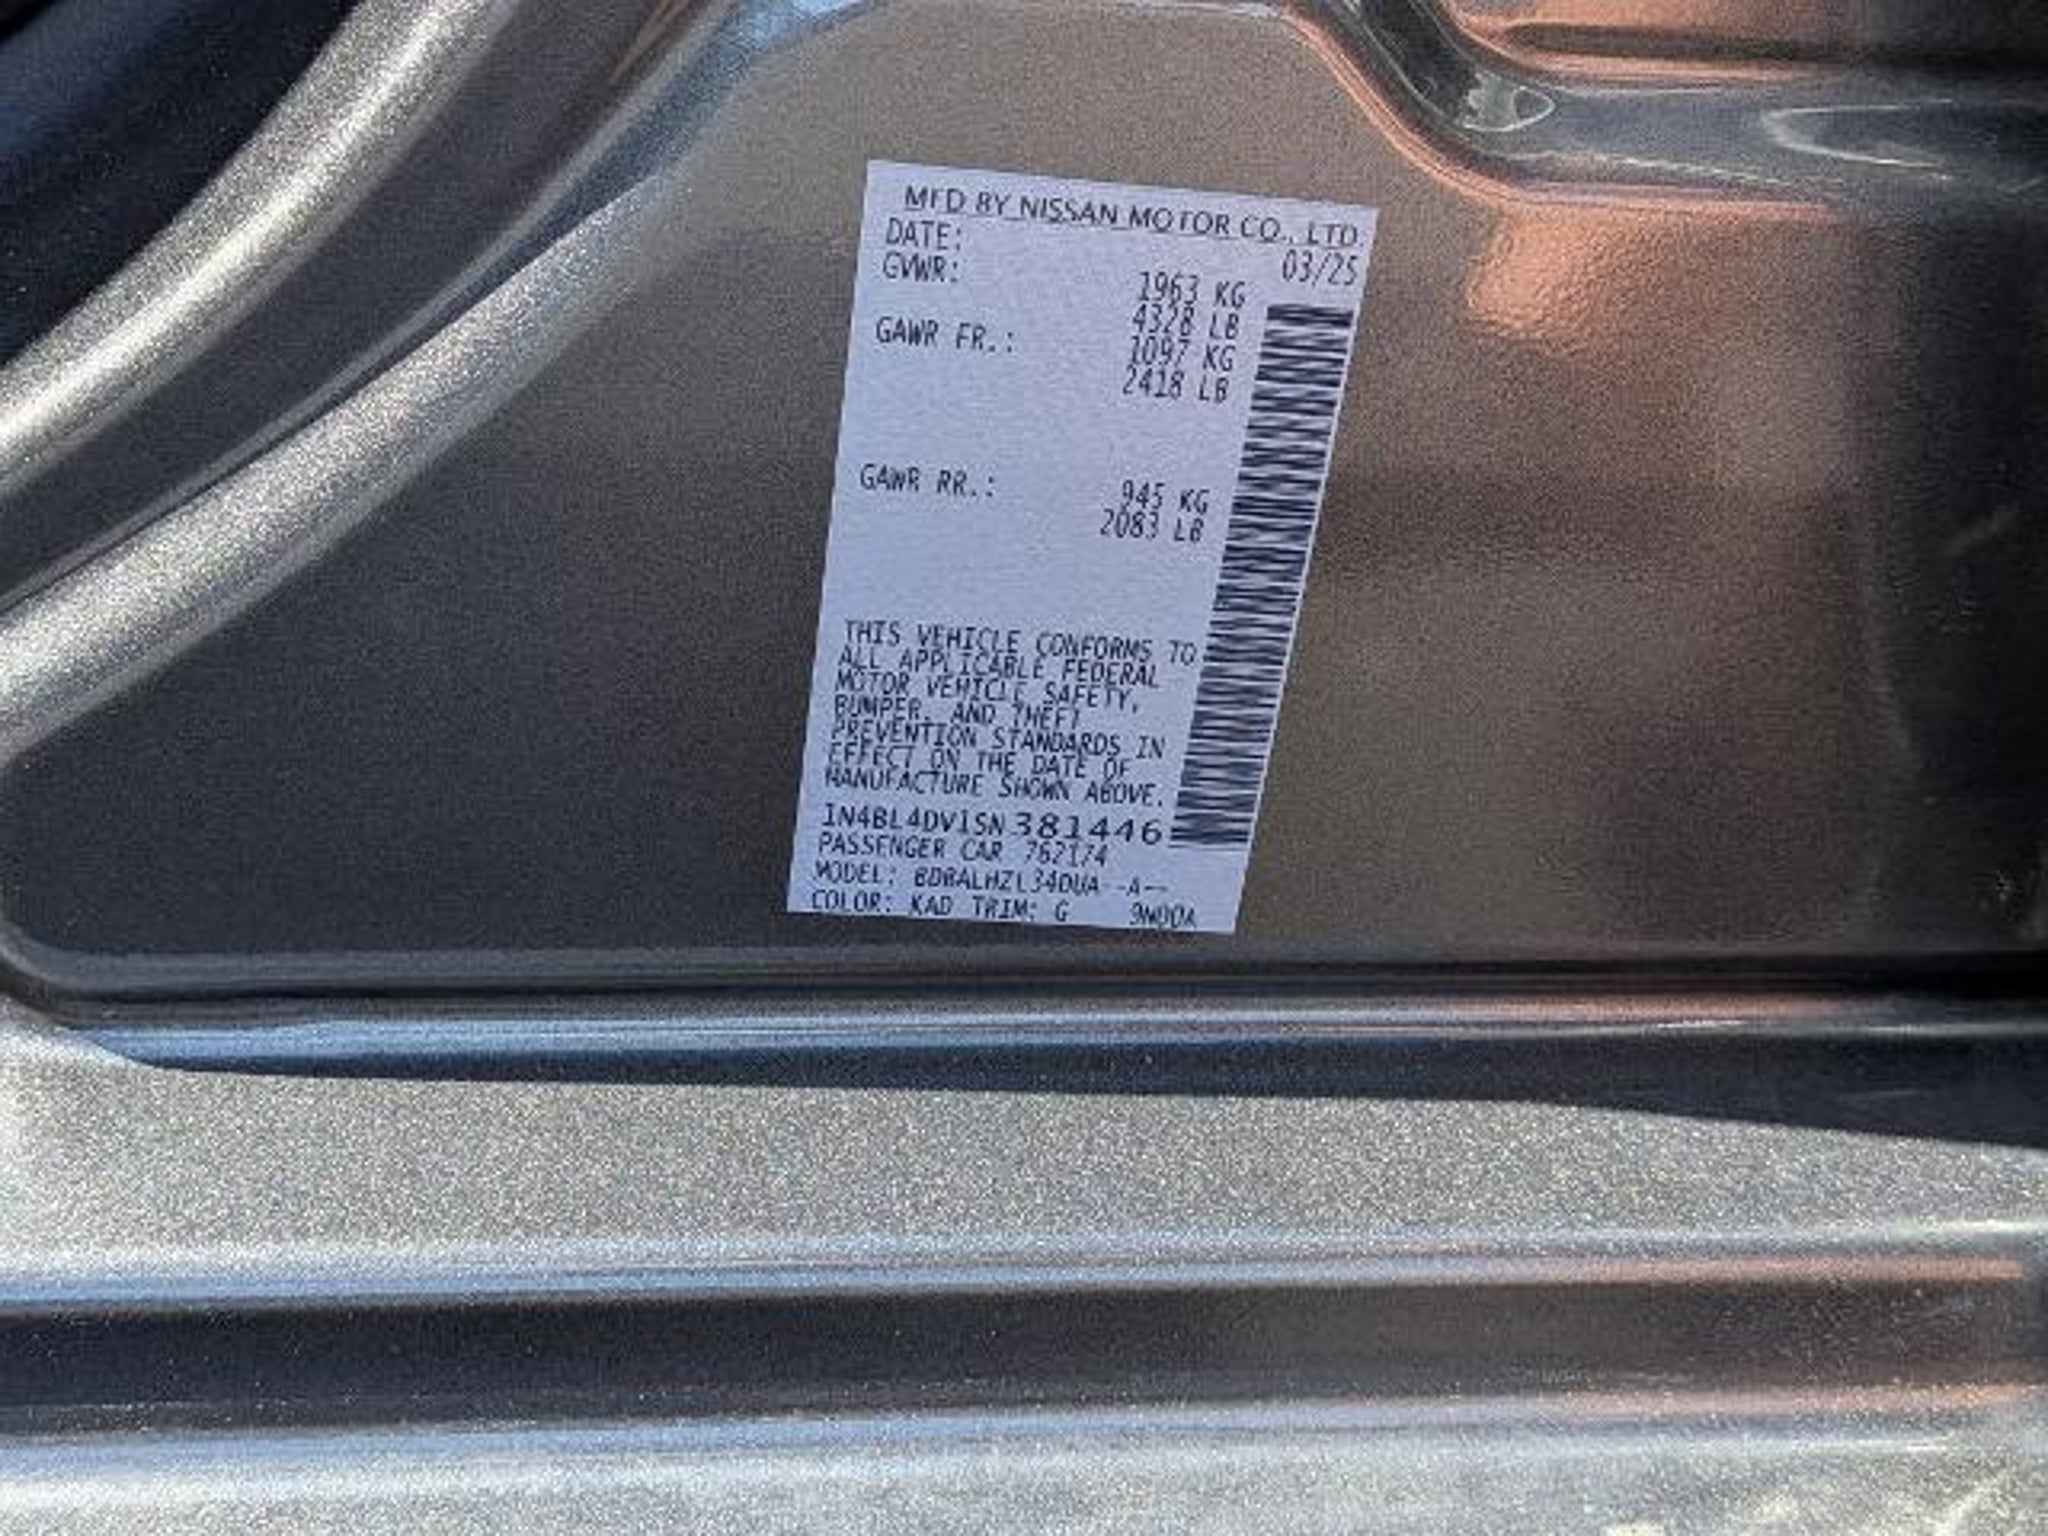 MFD BY NISSAN MOTOR CO., LTD.
DATE: 03/25
GVWR: 1963 KG
4328 LB
GAWR FR.: 1097 KG
2418 LB
GAWR RR.: 945 KG
2083 LB
THIS VEHICLE CONFORMS TO
ALL APPLICABLE FEDERAL
MOTOR VEHICLE SAFETY,
BUMPER, AND THEFT
PREVENTION STANDARDS IN
EFFECT ON THE DATE OF
MANUFACTURE SHOWN ABOVE.
1N4BL4DV1SN381446
PASSENGER CAR 762174
MODEL:
COLOR: KAD TRIM: G